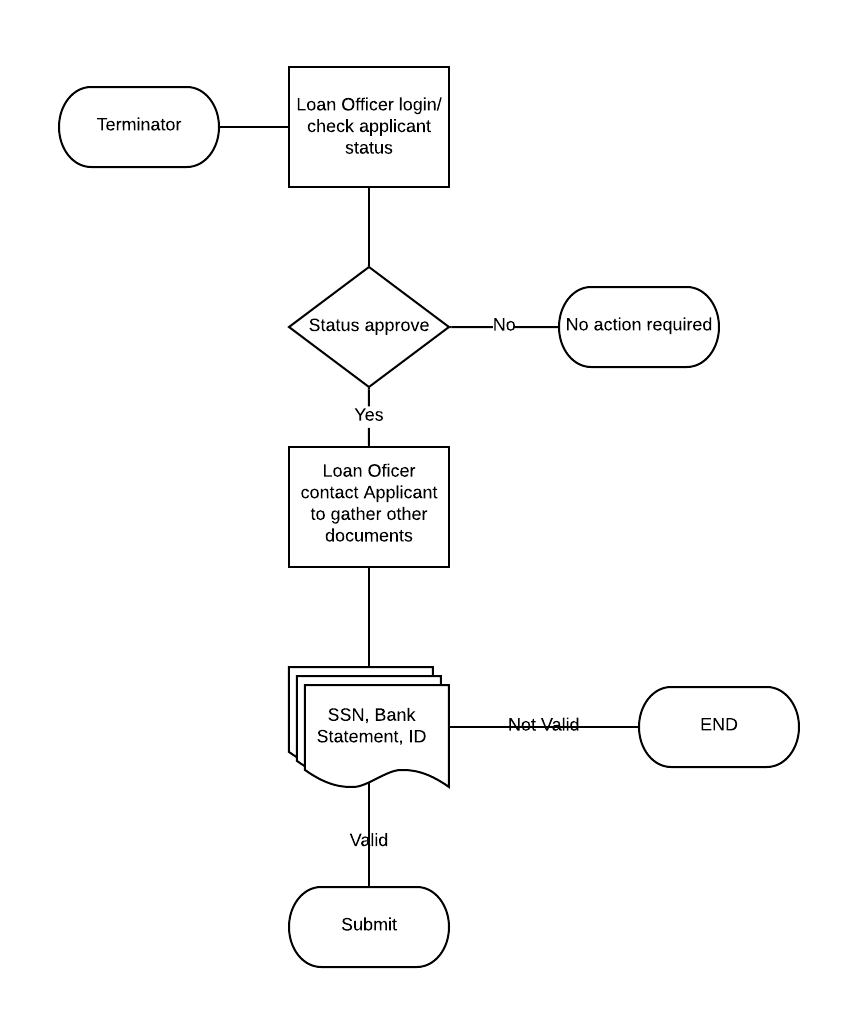 Terminator
Loan Officer login/
check applicant
status
Status approve
No
No action required
Yes
Loan Oficer
contact Applicant
to gather other
documents
SSN, Bank
Statement, ID
Not Valid
END
Valid
Submit